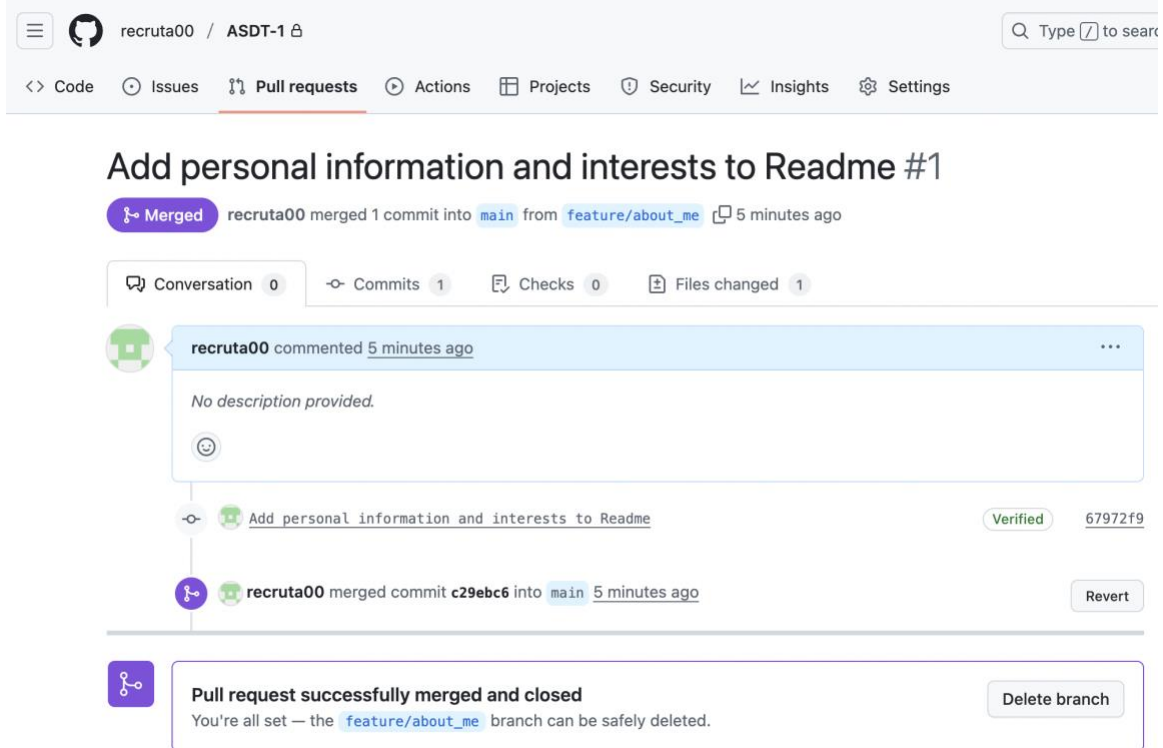 recruta00 / ASDT-1
Type / to searc
<> Code Issues Pull requests Actions Projects Security Insights Settings
Add personal information and interests to Readme #1
Merged recruta00 merged 1 commit into main from feature/about_me 5 minutes ago
Conversation 0 Commits 1 Checks 0 Files changed 1
recruta00 commented 5 minutes ago ...
No description provided.
Add personal information and interests to Readme Verified 67972f9
recruta00 merged commit c29ebc6 into main 5 minutes ago Revert
Pull request successfully merged and closed
You're all set — the feature/about_me branch can be safely deleted.
Delete branch